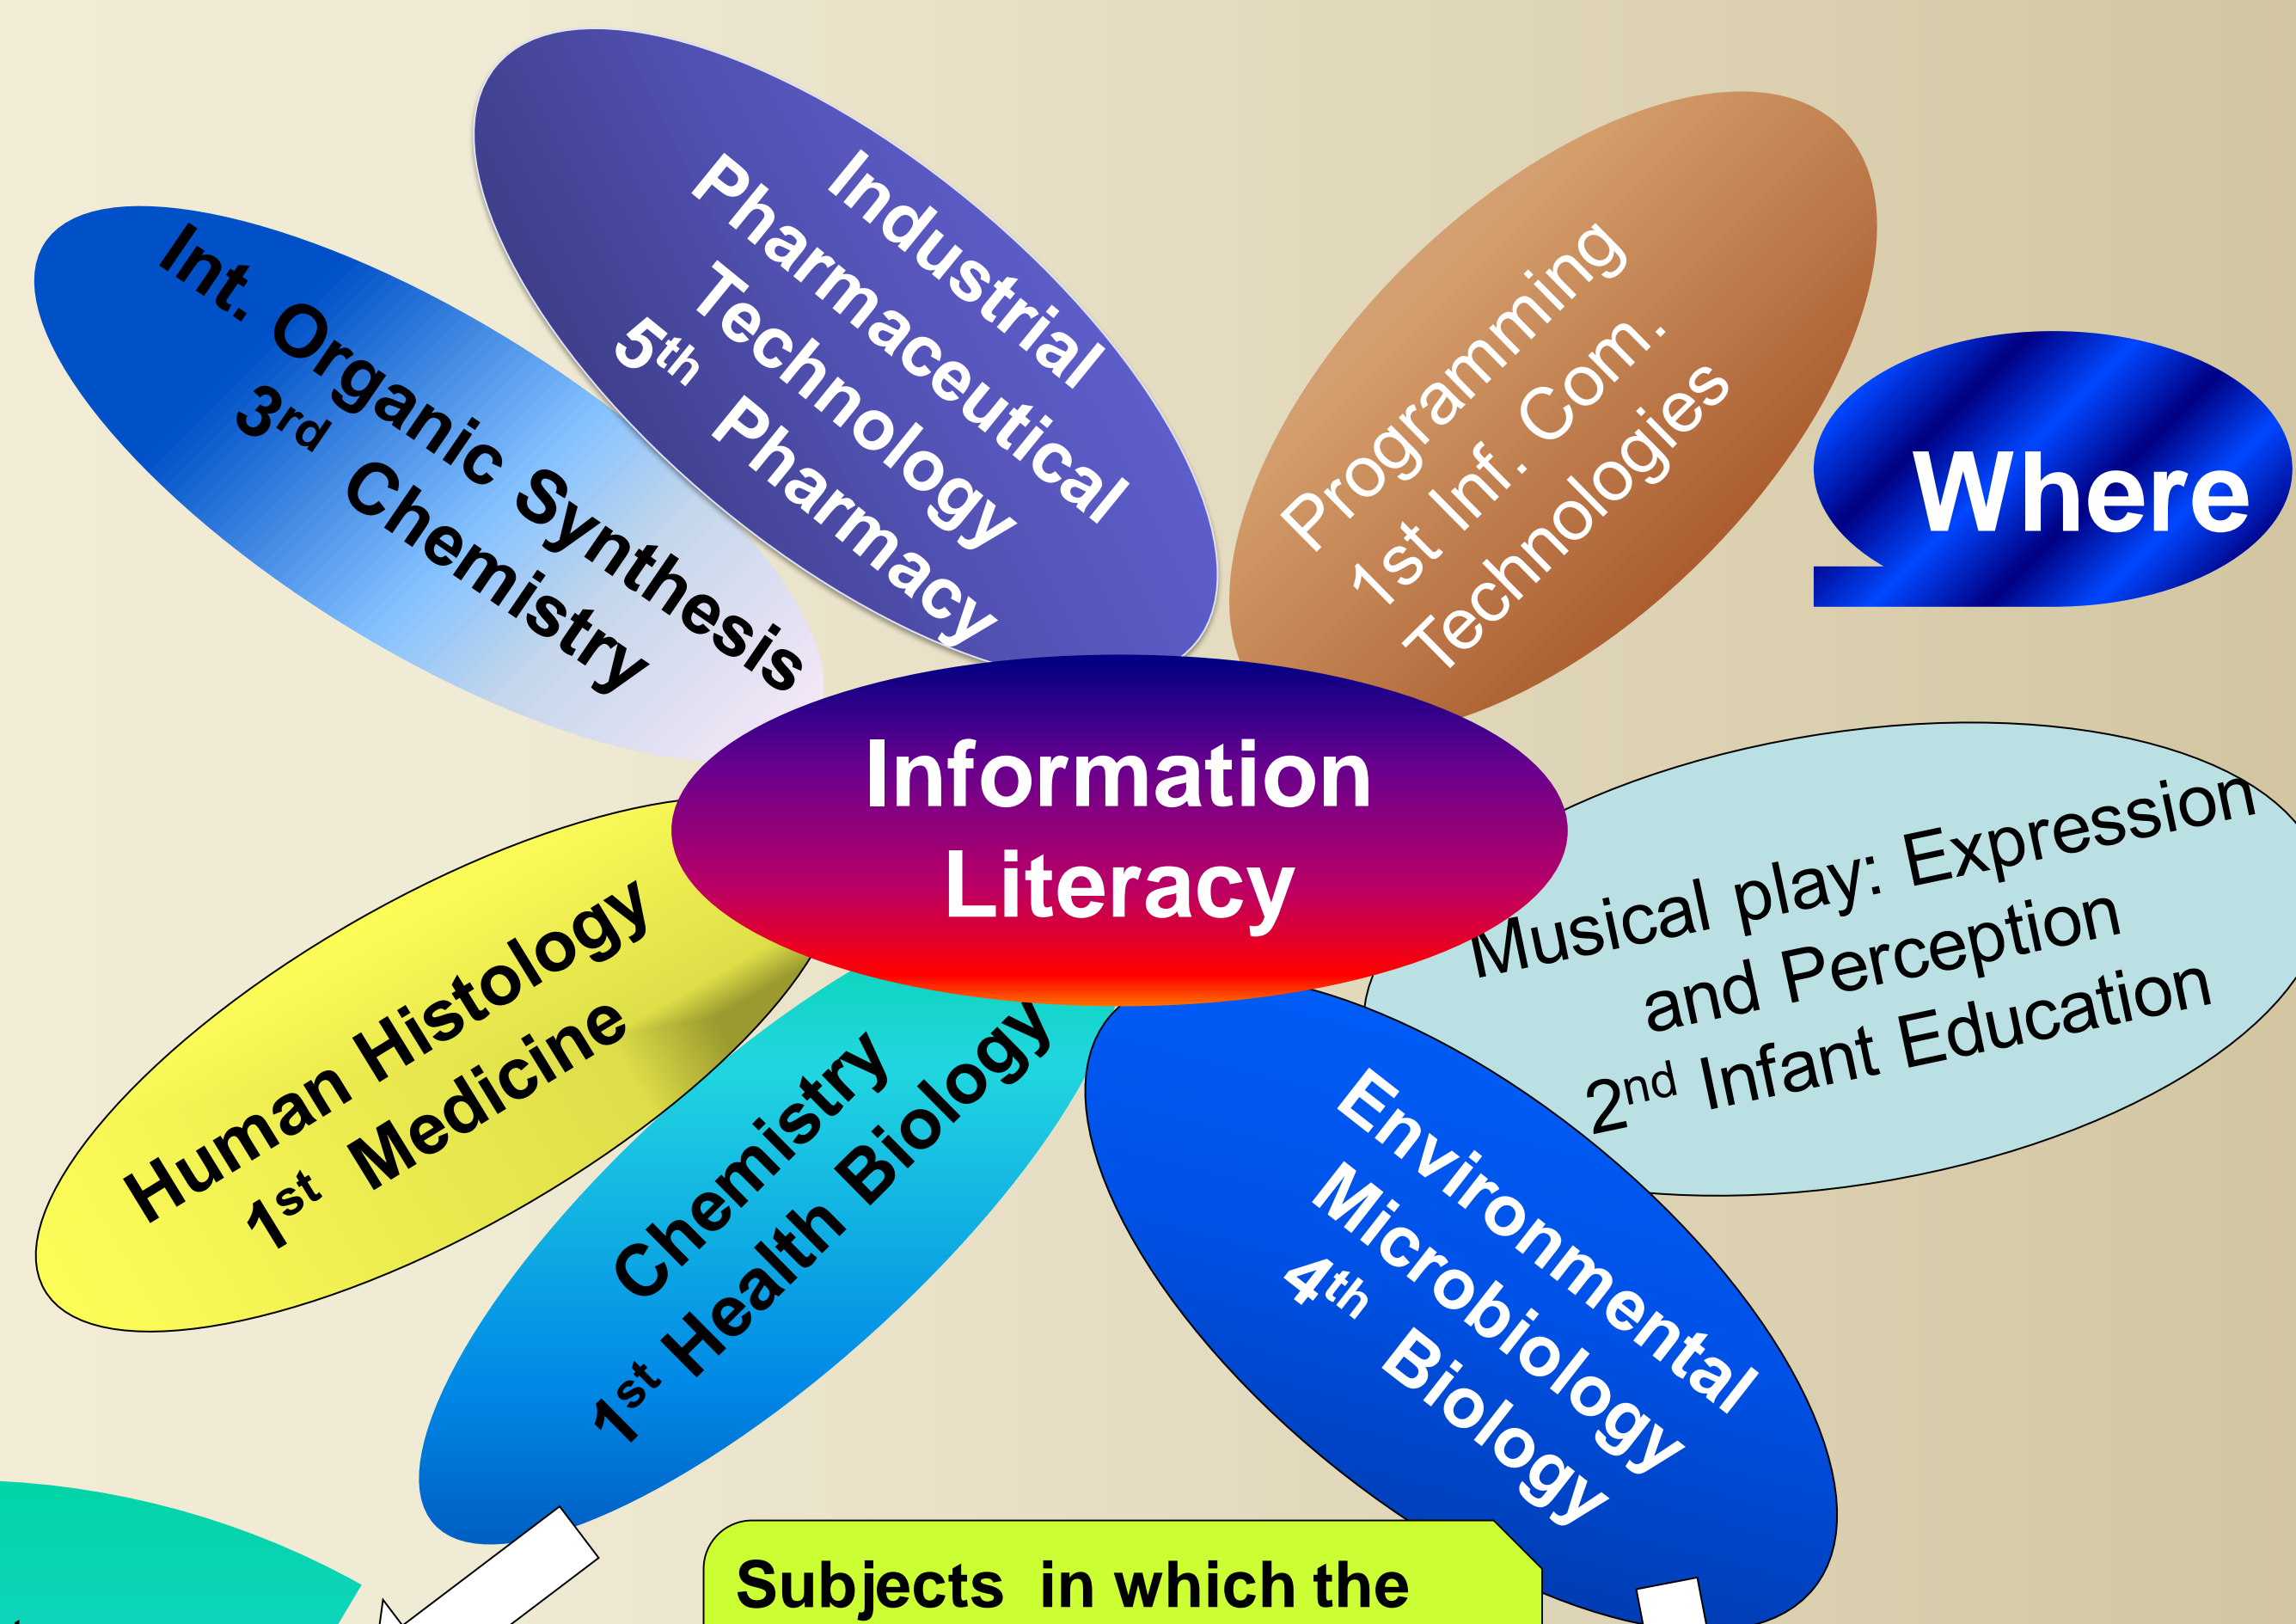 Industrial
Pharmaceutical
Technology
5th Pharmacy
Programming
1st Inf. Com.
Technologies
Int. Organic Synthesis
3rd Chemistry
Where
Information
Literacy
Musical play: Expression
and Perception
2nd Infant Education
Human Histology
1st Medicine
Chemistry
1st Health Biology
Environmental
Microbiology
4th Biology
Subjects in which the